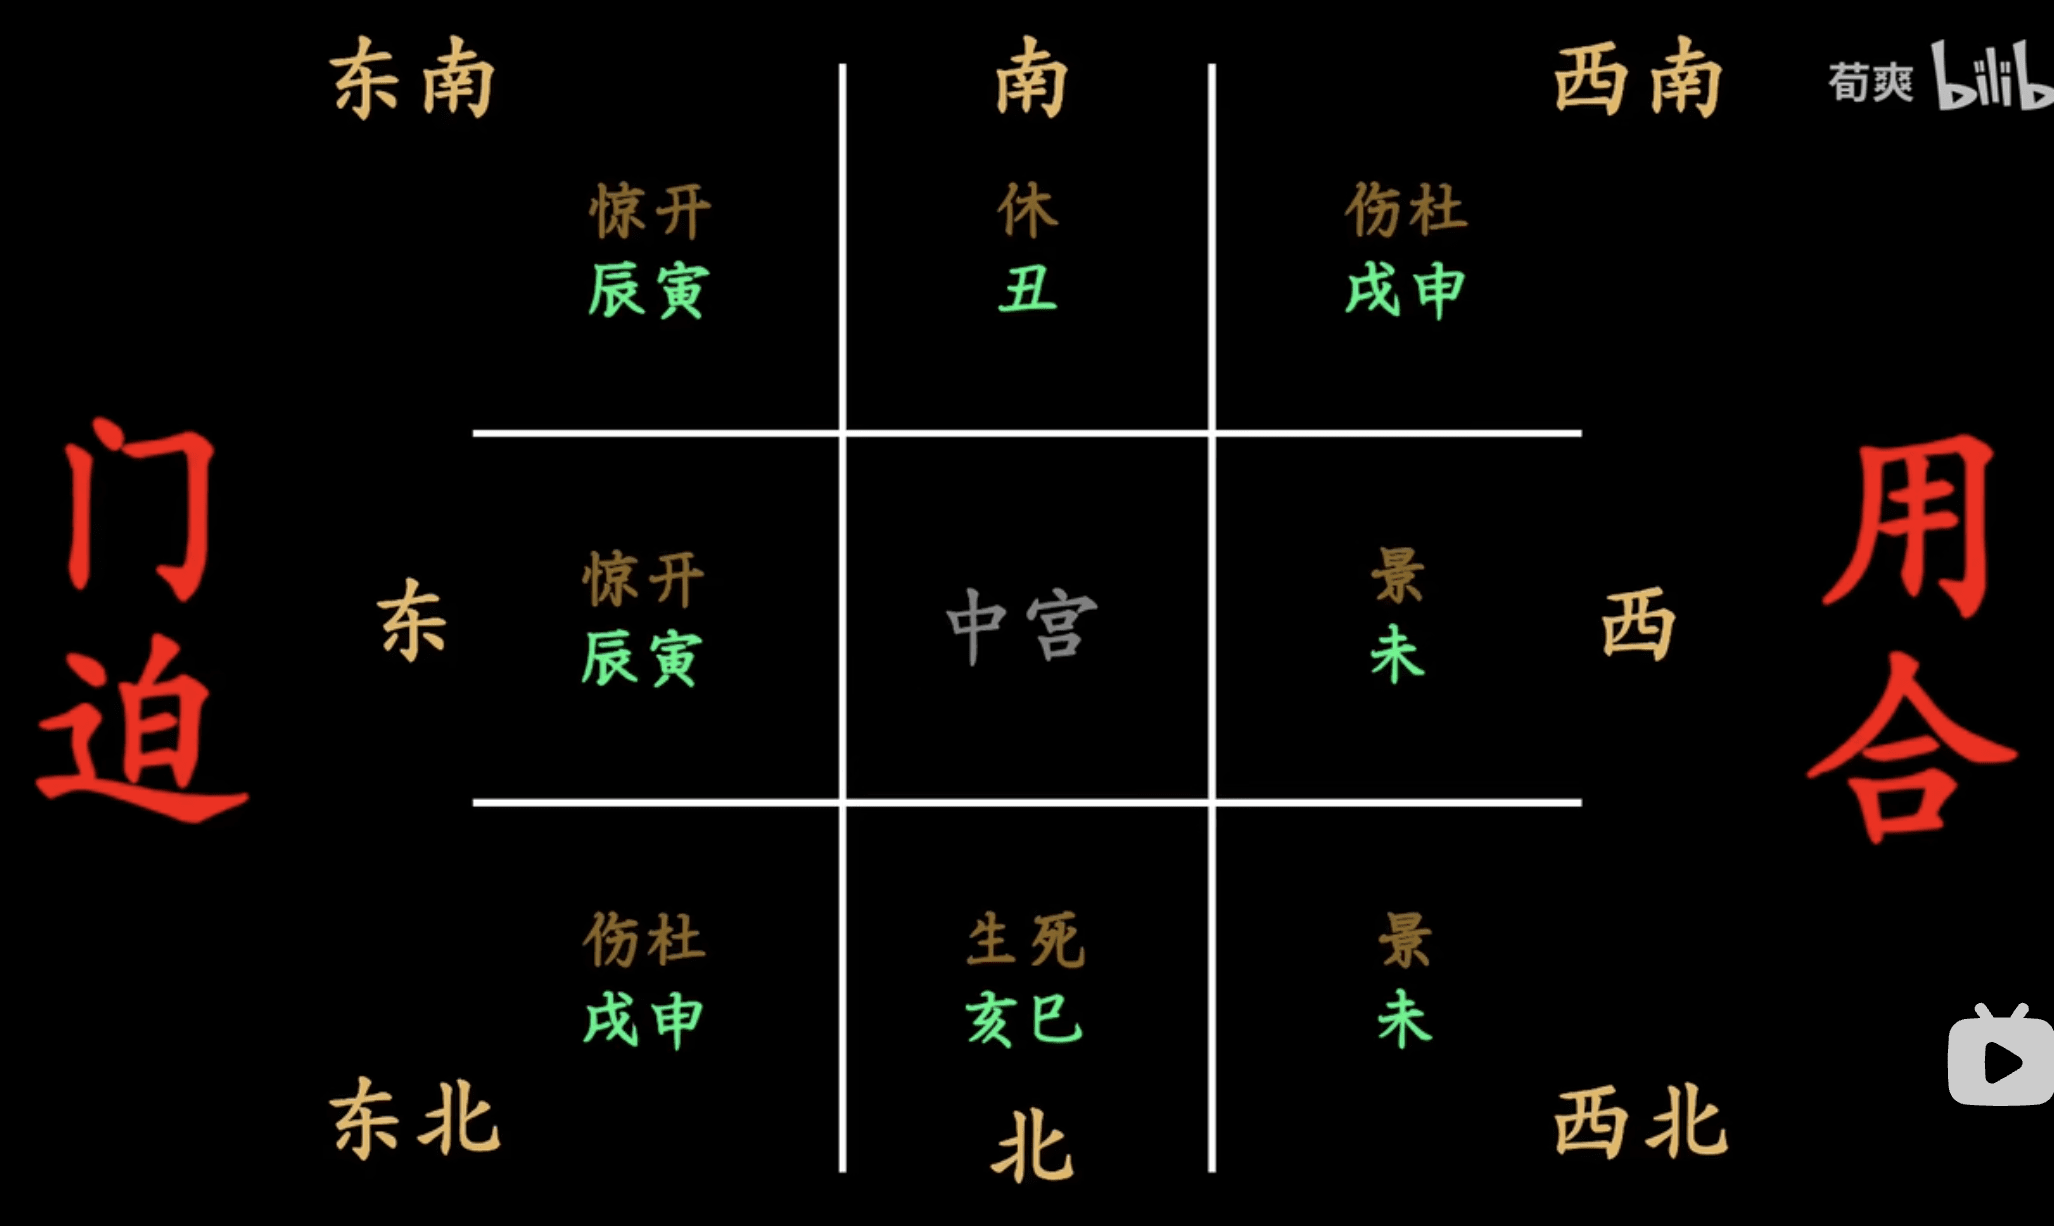 东南 南 西南
荀爽 bilib
惊开 休 伤杜
辰寅 丑 戌申
门迫
用合
惊开 景
东 辰寅 中宫 未 西
伤杜 生死 景
戌申 亥巳 未
东北 北 西北